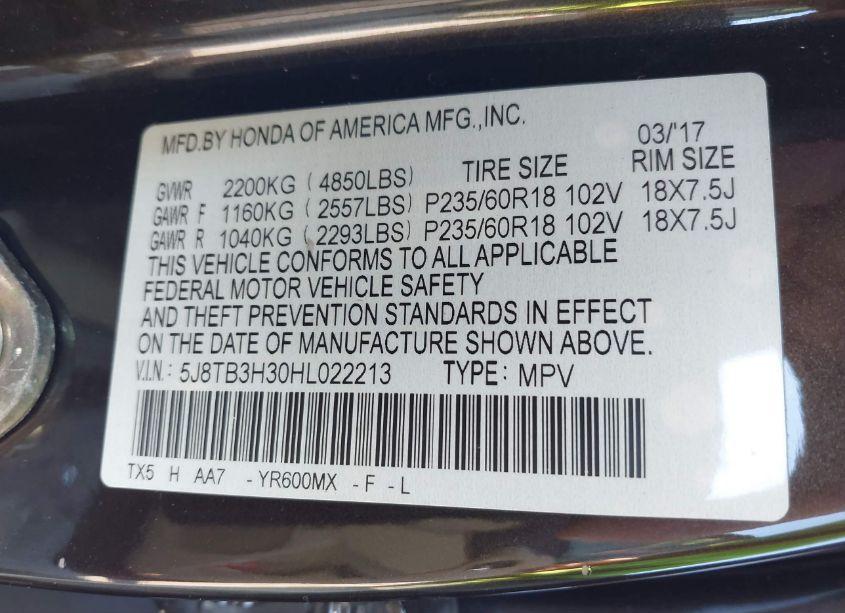 MFD.BY HONDA OF AMERICA MFG.,INC. 03/'17
TIRE SIZE RIM SIZE
GVWR 2200KG (4850LBS)
GAWR F 1160KG (2557LBS) P235/60R18 102V 18X7.5J
GAWR R 1040KG (2293LBS) P235/60R18 102V 18X7.5J
THIS VEHICLE CONFORMS TO ALL APPLICABLE
FEDERAL MOTOR VEHICLE SAFETY
AND THEFT PREVENTION STANDARDS IN EFFECT
ON THE DATE OF MANUFACTURE SHOWN ABOVE.
V.I.N.: 5J8TB3H30HL022213 TYPE: MPV
TX5 H AA7 -YR600MX -F -L